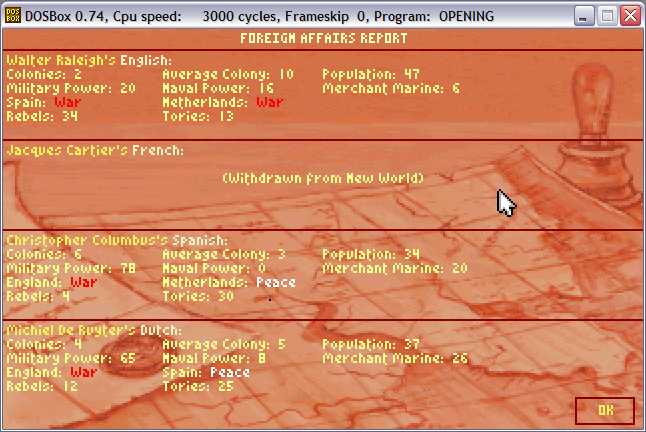 DOS BOX DOSBox 0.74, Cpu speed: 3000 cycles, Frameskip 0, Program: OPENING
FOREIGN AFFAIRS REPORT
Walter Raleigh's English:
Colonies: 2 Average Colony: 10 Population: 47
Military Power: 20 Naval Power: 16 Merchant Marine: 6
Spain: War Netherlands: War
Rebels: 34 Tories: 13
Jacques Cartier's French:
(Withdrawn from New World)
Christopher Columbus's Spanish:
Colonies: 6 Average Colony: 3 Population: 34
Military Power: 78 Naval Power: 0 Merchant Marine: 20
England: War Netherlands: Peace
Rebels: 4 Tories: 30
Michiel De Ruyter's Dutch:
Colonies: 4 Average Colony: 5 Population: 37
Military Power: 65 Naval Power: 8 Merchant Marine: 26
England: War Spain: Peace
Rebels: 12 Tories: 25
OK